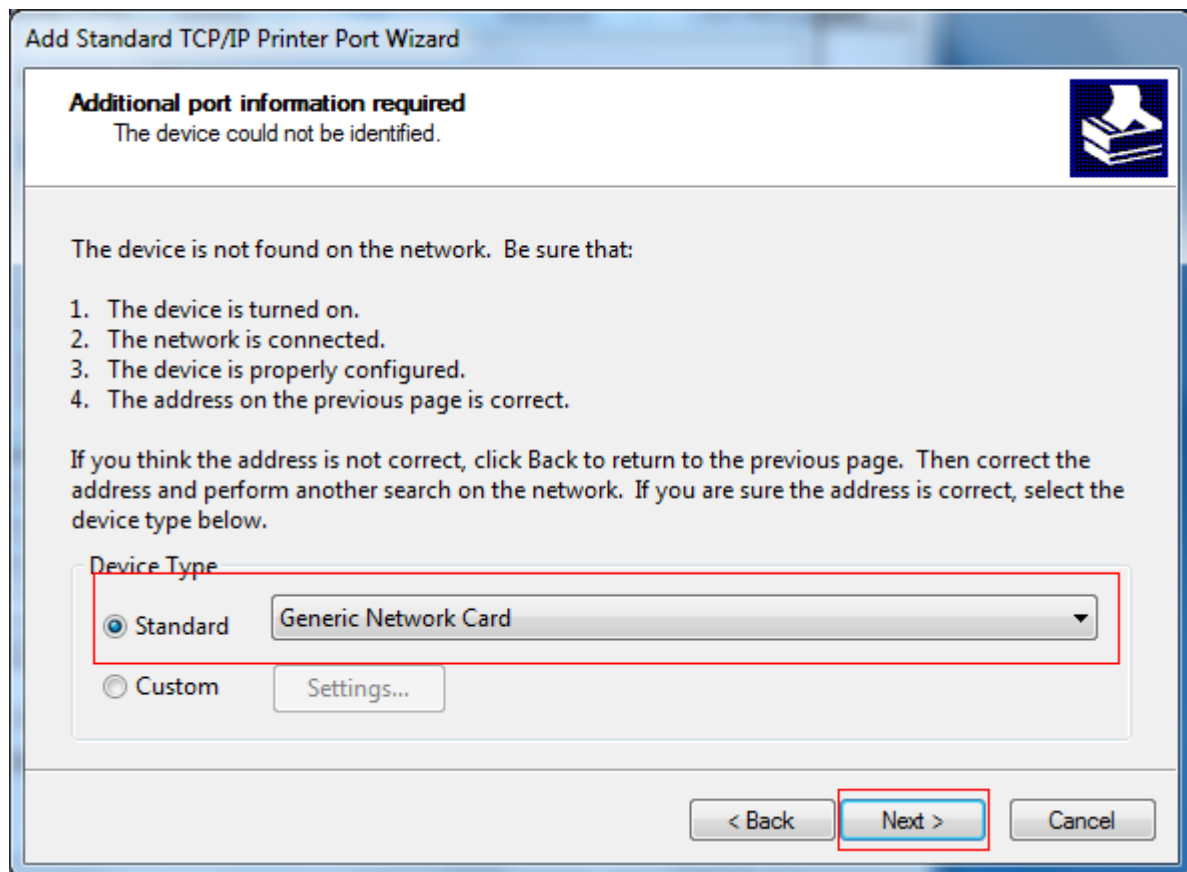 Add Standard TCP/IP Printer Port Wizard
Additional port information required
The device could not be identified.
The device is not found on the network.  Be sure that:
1.  The device is turned on.
2.  The network is connected.
3.  The device is properly configured.
4.  The address on the previous page is correct.
If you think the address is not correct, click Back to return to the previous page.  Then correct the
address and perform another search on the network.  If you are sure the address is correct, select the
device type below.
Device Type
Standard Generic Network Card
Custom Settings...
< Back Next > Cancel